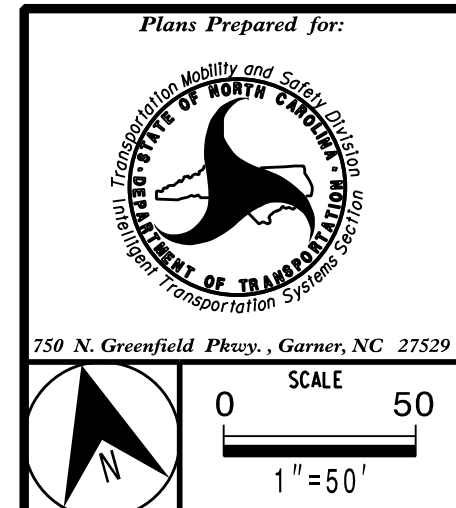 Plans Prepared for:
Transportation Mobility and Safety Division
STATE OF NORTH CAROLINA
DEPARTMENT OF TRANSPORTATION
Intelligent Transportation Systems Section
750 N. Greenfield Pkwy. , Garner, NC 27529
N
SCALE
0 50
1"=50'